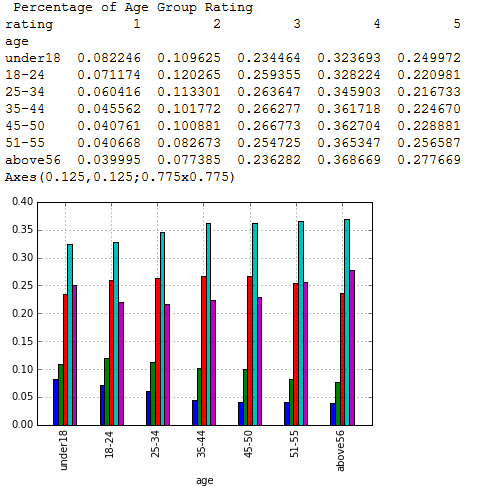 Percentage of Age Group Rating
rating 1 2 3 4 5
age
under18 0.082246 0.109625 0.234464 0.323693 0.249972
18-24 0.071174 0.120265 0.259355 0.328224 0.220981
25-34 0.060416 0.113301 0.263647 0.345903 0.216733
35-44 0.045562 0.101772 0.266277 0.361718 0.224670
45-50 0.040761 0.100881 0.266773 0.362704 0.228881
51-55 0.040668 0.082673 0.254725 0.365347 0.256587
above56 0.039995 0.077385 0.236282 0.368669 0.277669
Axes(0.125,0.125;0.775x0.775)
0.40
0.35
0.30
0.25
0.20
0.15
0.10
0.05
0.00
under18
18-24
25-34
35-44
45-50
51-55
above56
age